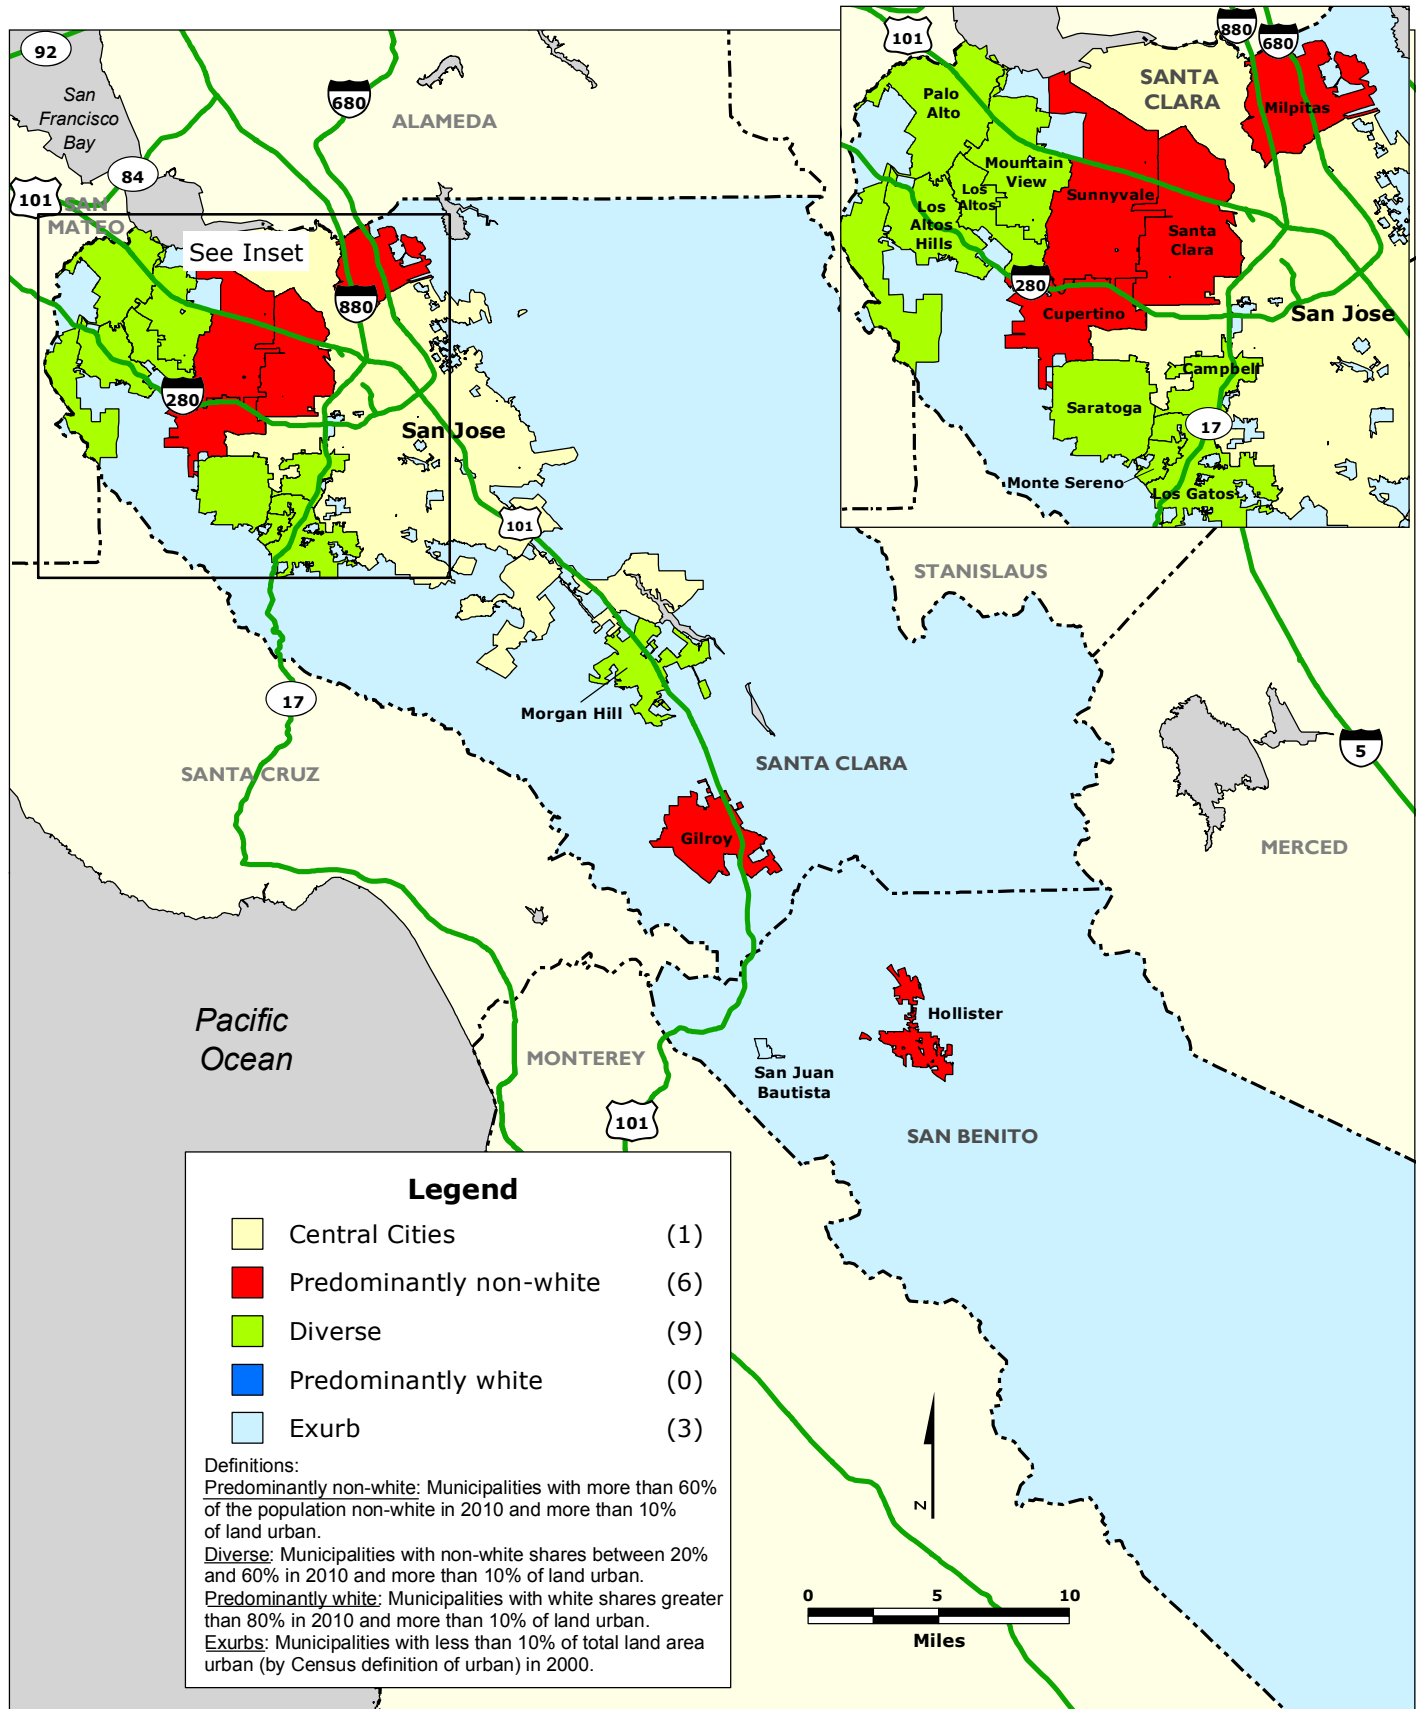 92
San
Francisco
Bay
680
ALAMEDA
84
101
SAN
MATEO
See Inset
880
280
San Jose
101
17
Morgan Hill
SANTA CRUZ
SANTA CLARA
STANISLAUS
5
MERCED
Gilroy
Hollister
San Juan
Bautista
SAN BENITO
MONTEREY
101
Pacific
Ocean
101
880
680
SANTA
CLARA
Milpitas
Palo
Alto
Mountain
View
Los
Altos
Los
Altos
Hills
Sunnyvale
Santa
Clara
280
Cupertino
San Jose
Campbell
Saratoga
17
Monte Sereno
Los Gatos
Legend
Central Cities (1)
Predominantly non-white (6)
Diverse (9)
Predominantly white (0)
Exurb (3)
Definitions:
Predominantly non-white: Municipalities with more than 60%
of the population non-white in 2010 and more than 10%
of land urban.
Diverse: Municipalities with non-white shares between 20%
and 60% in 2010 and more than 10% of land urban.
Predominantly white: Municipalities with white shares greater
than 80% in 2010 and more than 10% of land urban.
Exurbs: Municipalities with less than 10% of total land area
urban (by Census definition of urban) in 2000.
N
0 5 10
Miles